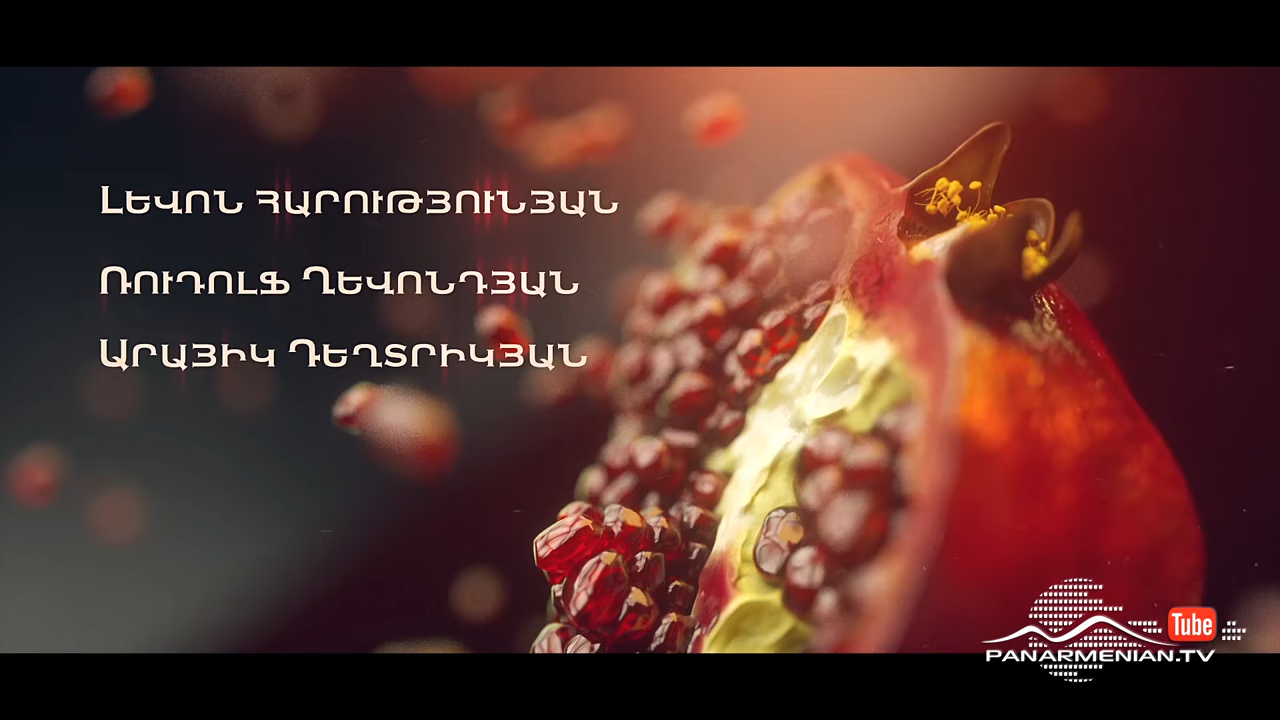 ԼԵՎՈՆ ՀԱՐՈՒԹՅՈՒՆՅԱՆ
ՌՈՒԴՈԼՖ ՂԵՎՈՆԴՅԱՆ
ԱՐԱՅԻԿ ԴԵՂՏՐԻԿՅԱՆ
Tube
PANARMENIAN.TV